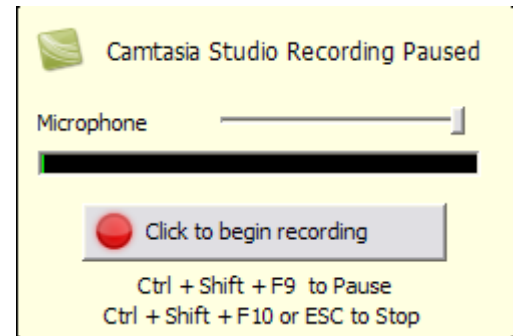 Camtasia Studio Recording Paused
Microphone
Click to begin recording
Ctrl + Shift + F9 to Pause
Ctrl + Shift + F10 or ESC to Stop